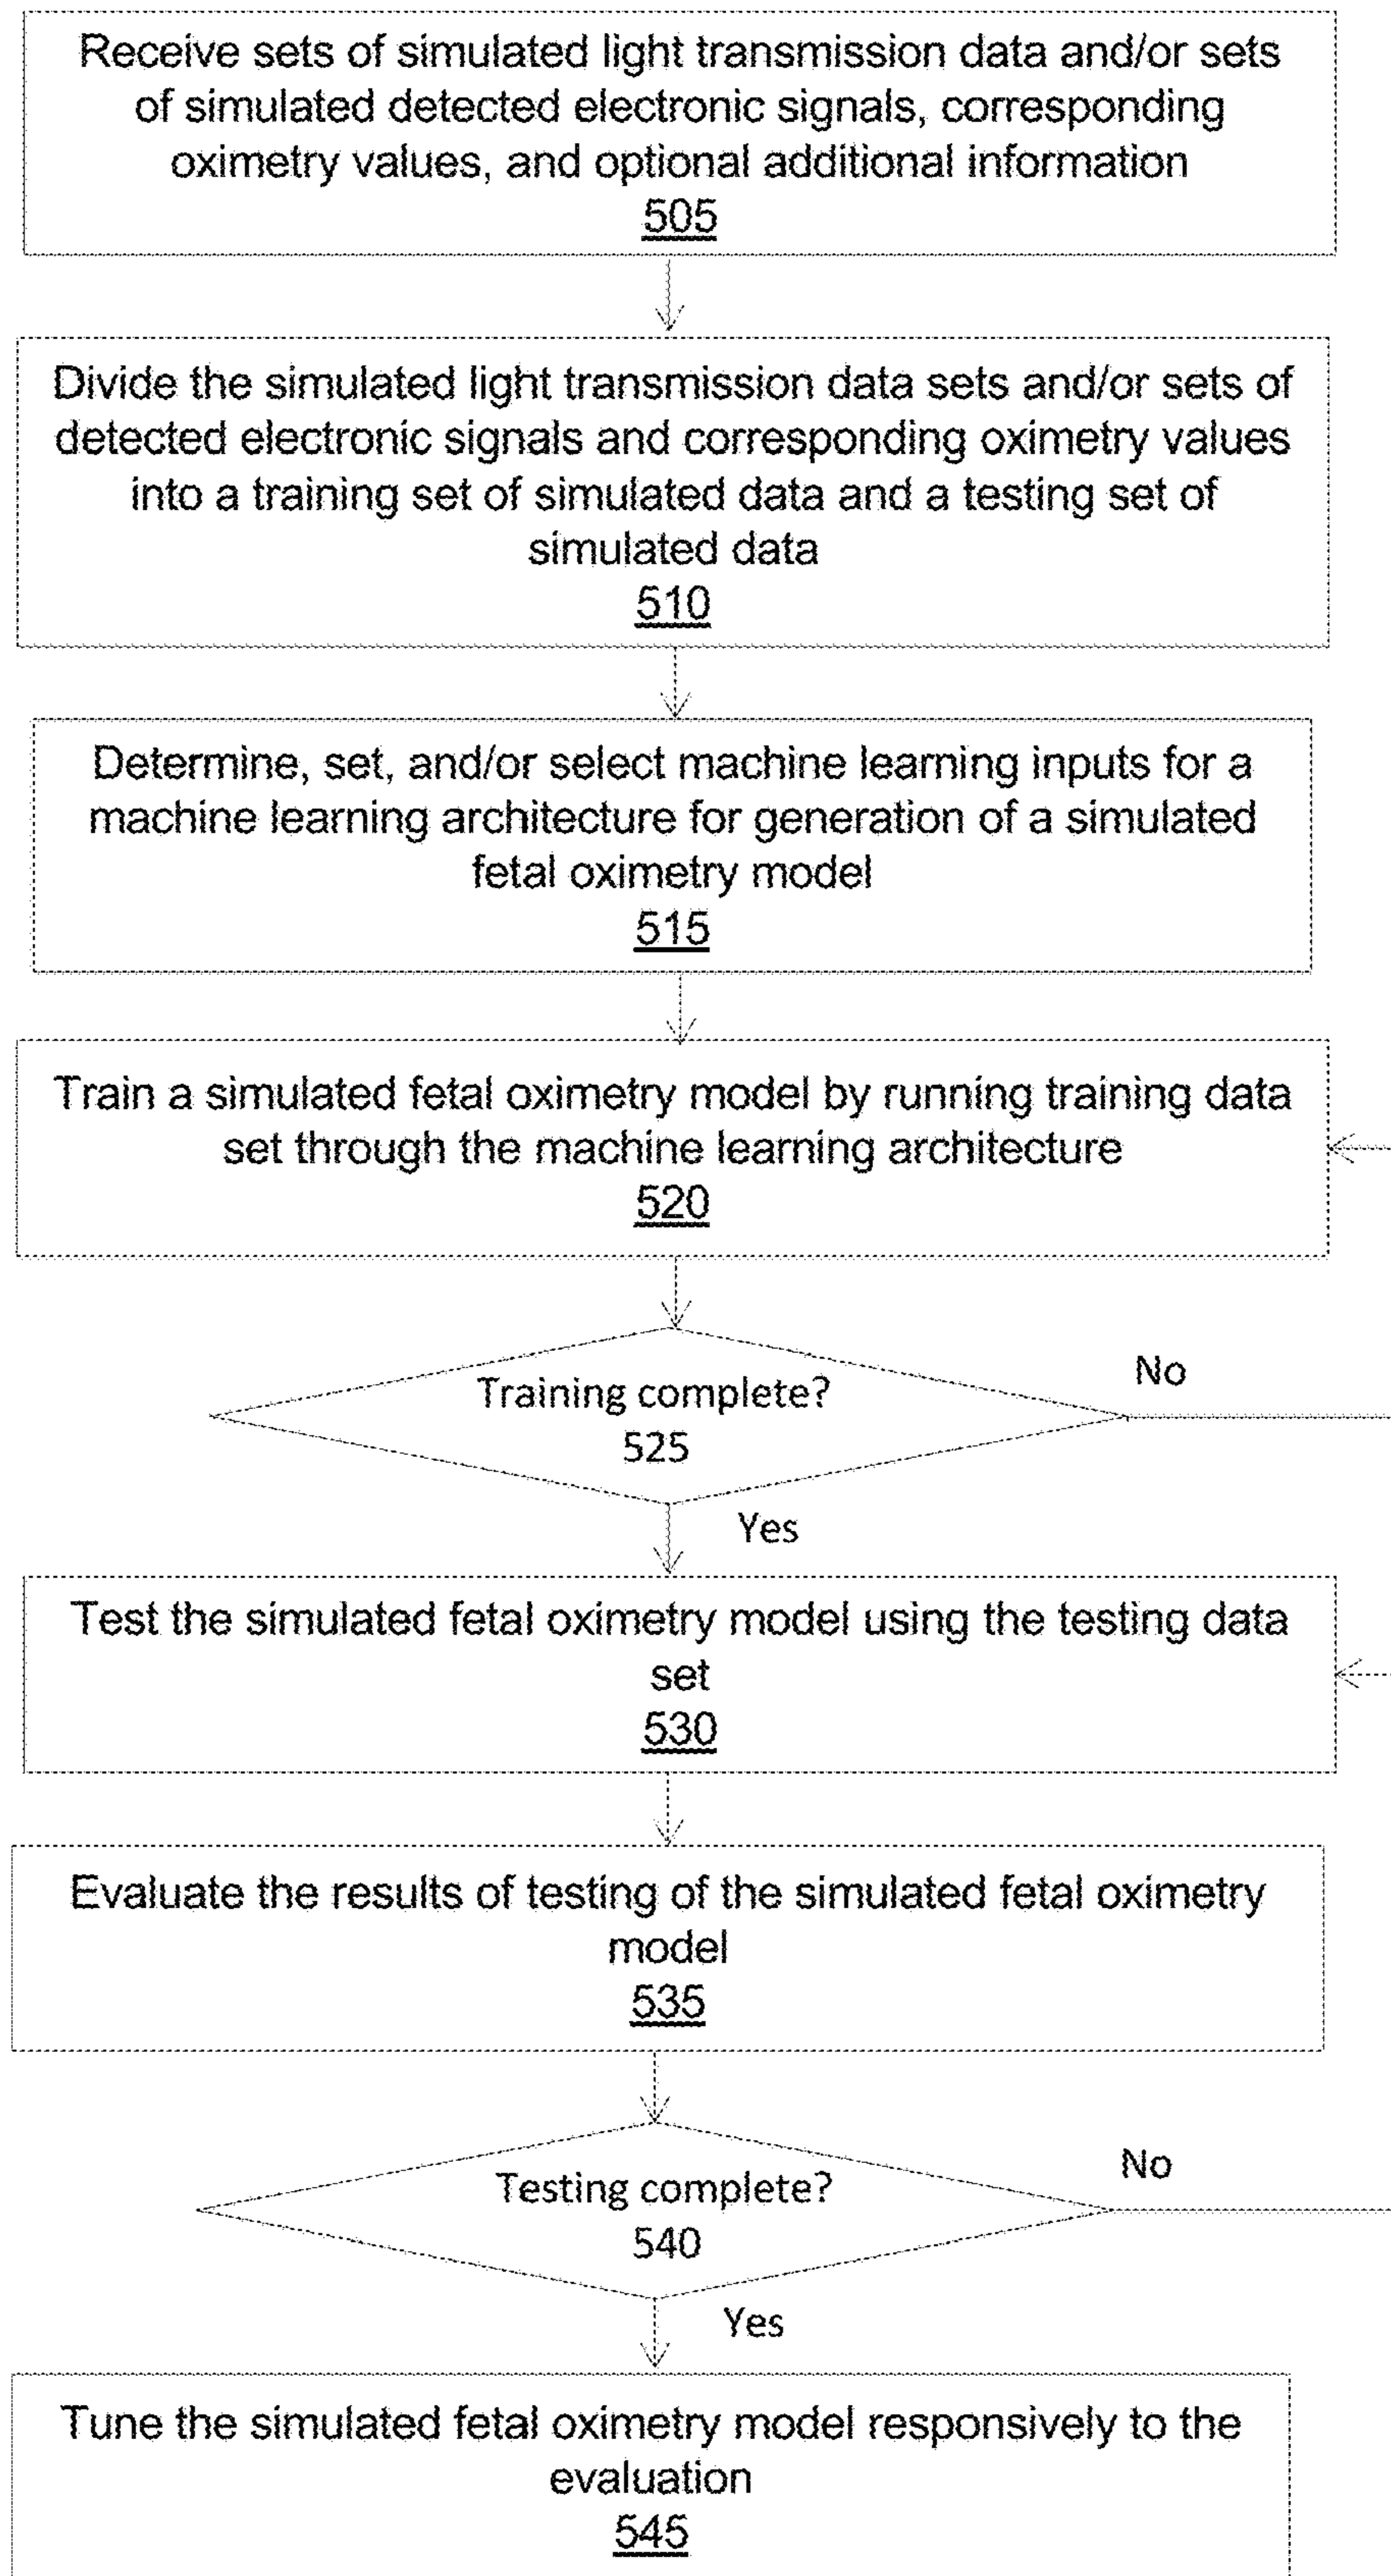 Receive sets of simulated light transmission data and/or sets
of simulated detected electronic signals, corresponding
oximetry values, and optional additional information
505
Divide the simulated light transmission data sets and/or sets of
detected electronic signals and corresponding oximetry values
into a training set of simulated data and a testing set of
simulated data
510
Determine, set, and/or select machine learning inputs for a
machine learning architecture for generation of a simulated
fetal oximetry model
515
Train a simulated fetal oximetry model by running training data
set through the machine learning architecture
520
Training complete?
525
No
Yes
Test the simulated fetal oximetry model using the testing data
set
530
Evaluate the results of testing of the simulated fetal oximetry
model
535
Testing complete?
540
No
Yes
Tune the simulated fetal oximetry model responsively to the
evaluation
545